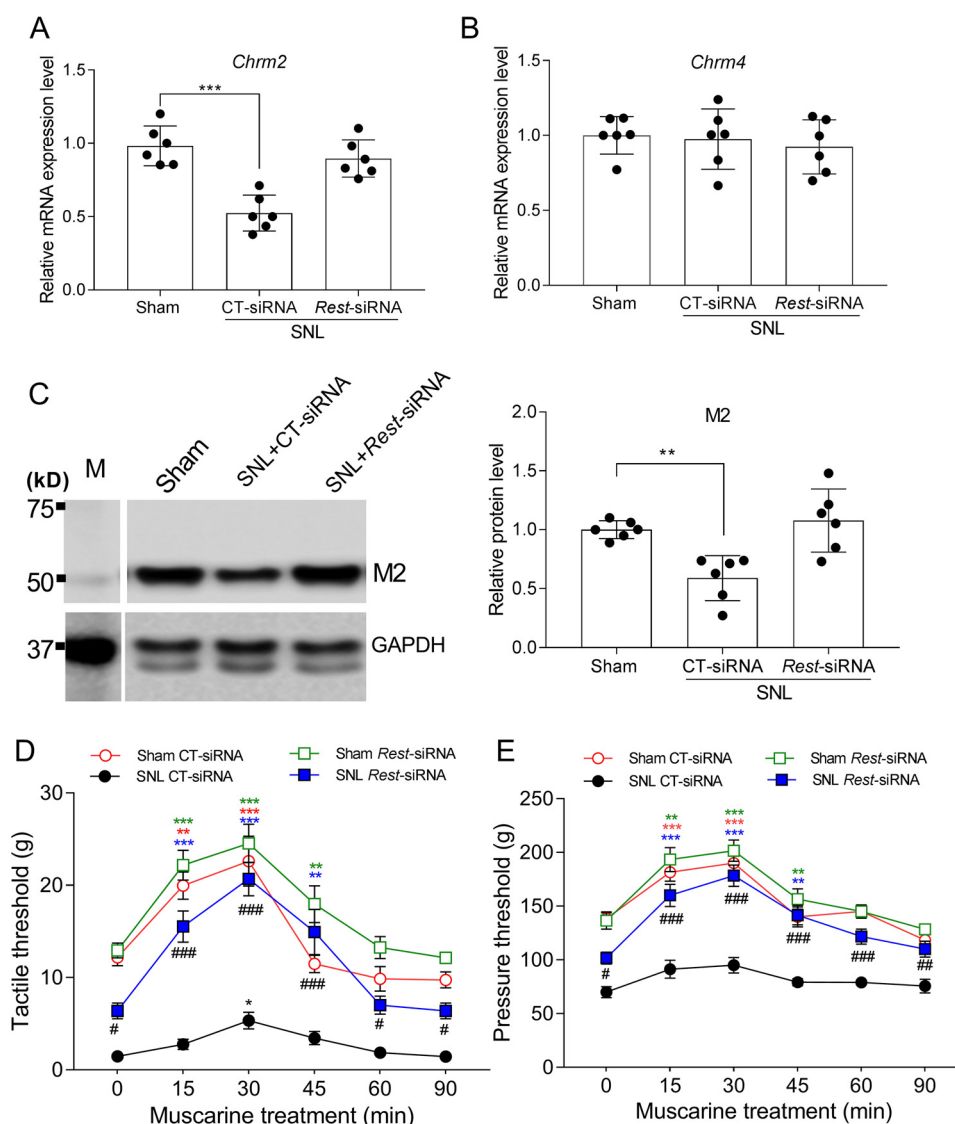 A
Chrm2
Relative mRNA expression level
1.5
1.0
0.5
0.0
***
Sham
CT-siRNA
Rest-siRNA
SNL
B
Chrm4
Relative mRNA expression level
1.5
1.0
0.5
0.0
Sham
CT-siRNA
Rest-siRNA
SNL
C
(kD)
M
Sham
SNL+CT-siRNA
SNL+Rest-siRNA
75
50
37
M2
GAPDH
M2
Relative protein level
2.0
1.5
1.0
0.5
0.0
**
Sham
CT-siRNA
Rest-siRNA
SNL
D
Sham CT-siRNA
SNL CT-siRNA
Sham Rest-siRNA
SNL Rest-siRNA
Tactile threshold (g)
30
20
10
0
***
**
***
***
***
***
**
**
###
###
###
#
#
#
*
0 15 30 45 60 90
Muscarine treatment (min)
E
Sham CT-siRNA
SNL CT-siRNA
Sham Rest-siRNA
SNL Rest-siRNA
Pressure threshold (g)
250
200
150
100
50
0
**
***
***
***
***
***
**
**
###
###
###
###
##
#
0 15 30 45 60 90
Muscarine treatment (min)